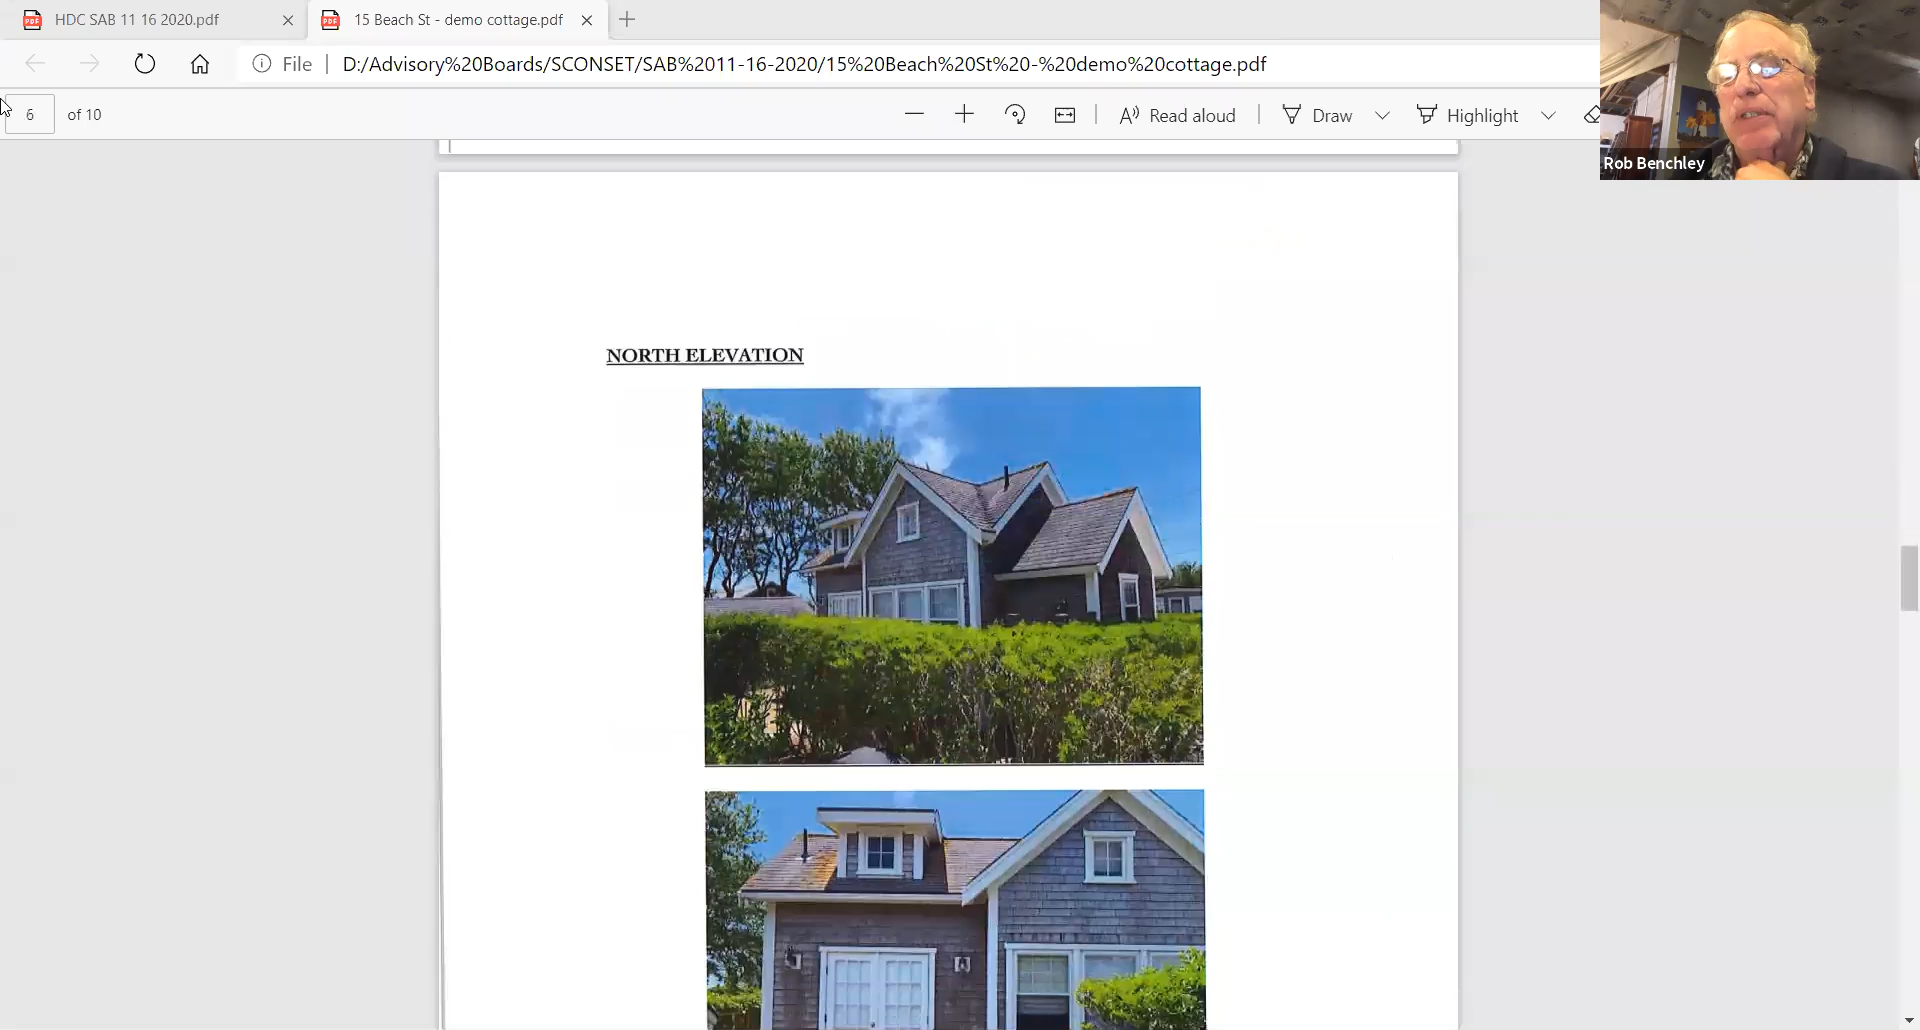 HDC SAB 11 16 2020.pdf
15 Beach St - demo cottage.pdf
File
D:/Advisory%20Boards/SCONSET/SAB%2011-16-2020/15%20Beach%20St%20-%20demo%20cottage.pdf
6 of 10
Read aloud
Draw
Highlight
Rob Benchley
NORTH ELEVATION